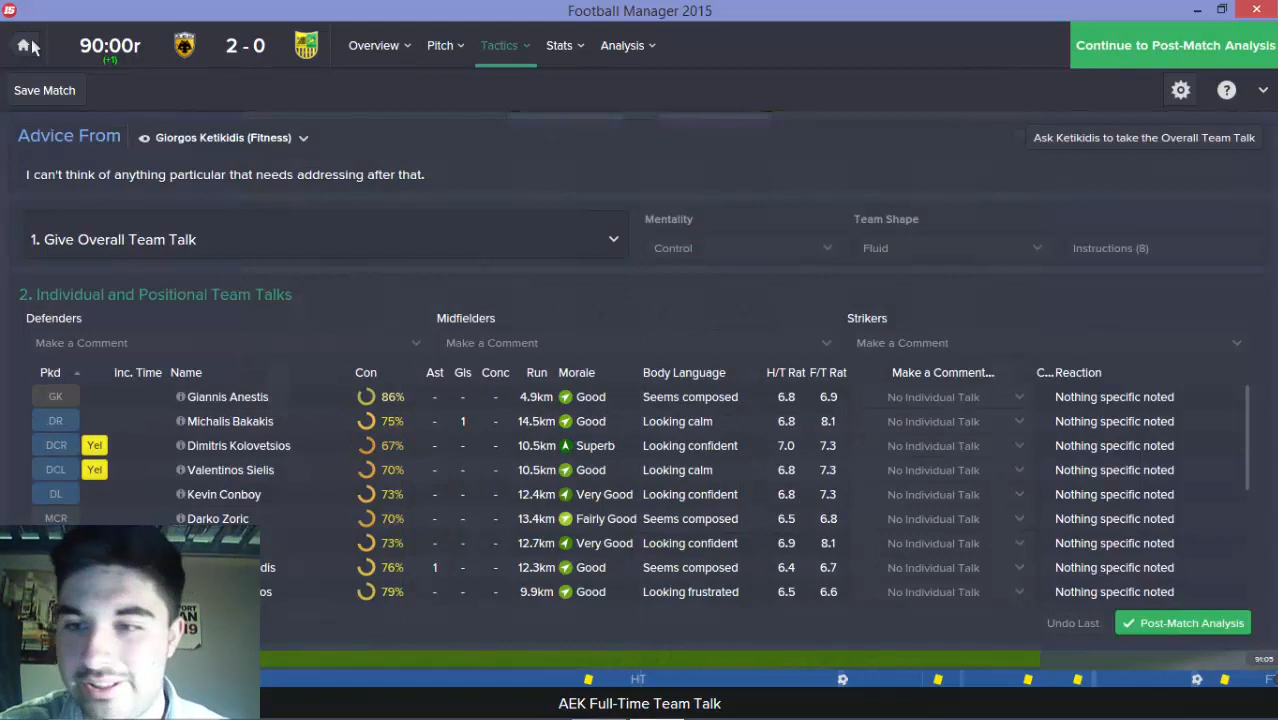 Football Manager 2015
15
90:00r
(+1)
2 - 0
Overview
Pitch
Tactics
Stats
Analysis
Continue to Post-Match Analysis
Save Match
?
Advice From
Giorgos Ketikidis (Fitness)
Ask Ketikidis to take the Overall Team Talk
I can't think of anything particular that needs addressing after that.
1. Give Overall Team Talk
Mentality
Control
Team Shape
Fluid
Instructions (8)
2. Individual and Positional Team Talks
Defenders Midfielders Strikers
Make a Comment Make a Comment Make a Comment
Pkd Inc. Time Name Con Ast Gls Conc Run Morale Body Language H/T Rat F/T Rat Make a Comment... C... Reaction
GK Giannis Anestis 86% - - - 4.9km Good Seems composed 6.8 6.9 No Individual Talk Nothing specific noted
DR Michalis Bakakis 75% - 1 - 14.5km Good Looking calm 6.8 8.1 No Individual Talk Nothing specific noted
DCR Yel Dimitris Kolovetsios 67% - - - 10.5km Superb Looking confident 7.0 7.3 No Individual Talk Nothing specific noted
DCL Yel Valentinos Sielis 70% - - - 10.5km Good Looking calm 6.8 7.3 No Individual Talk Nothing specific noted
DL Kevin Conboy 73% - - - 12.4km Very Good Looking confident 6.8 7.3 No Individual Talk Nothing specific noted
MCR Darko Zoric 70% - - - 13.4km Fairly Good Seems composed 6.5 6.8 No Individual Talk Nothing specific noted
73% - - - 12.7km Very Good Looking confident 6.9 8.1 No Individual Talk Nothing specific noted
dis 76% 1 - - 12.3km Good Seems composed 6.4 6.7 No Individual Talk Nothing specific noted
os 79% - - - 9.9km Good Looking frustrated 6.5 6.6 No Individual Talk Nothing specific noted
Undo Last
Post-Match Analysis
91:05
HT
AEK Full-Time Team Talk